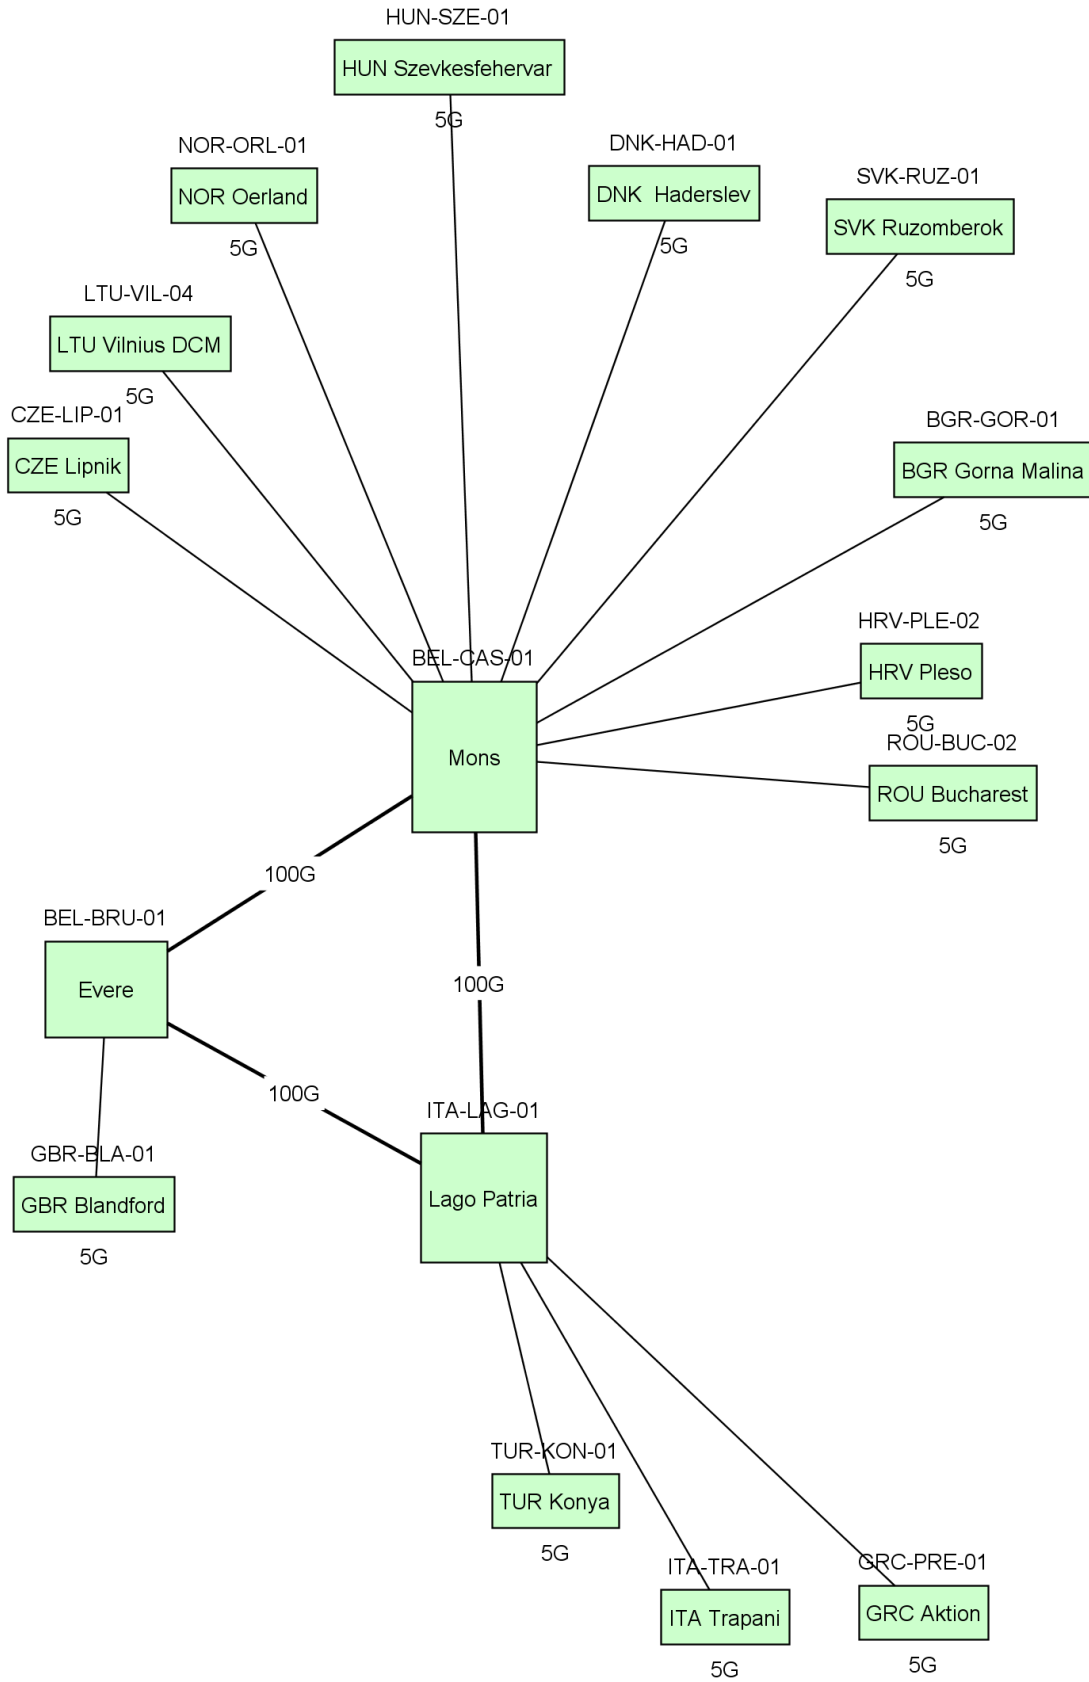 HUN-SZE-01
HUN Szevkesfehervar
5G
NOR-ORL-01
NOR Oerland
5G
DNK-HAD-01
DNK  Haderslev
5G
SVK-RUZ-01
SVK Ruzomberok
5G
LTU-VIL-04
LTU Vilnius DCM
5G
CZE-LIP-01
CZE Lipnik
5G
BGR-GOR-01
BGR Gorna Malina
5G
HRV-PLE-02
HRV Pleso
5G
BEL-CAS-01
Mons
ROU-BUC-02
ROU Bucharest
5G
100G
BEL-BRU-01
Evere
100G
100G
ITA-LAG-01
Lago Patria
GBR-BLA-01
GBR Blandford
5G
TUR-KON-01
TUR Konya
5G
ITA-TRA-01
ITA Trapani
5G
GRC-PRE-01
GRC Aktion
5G